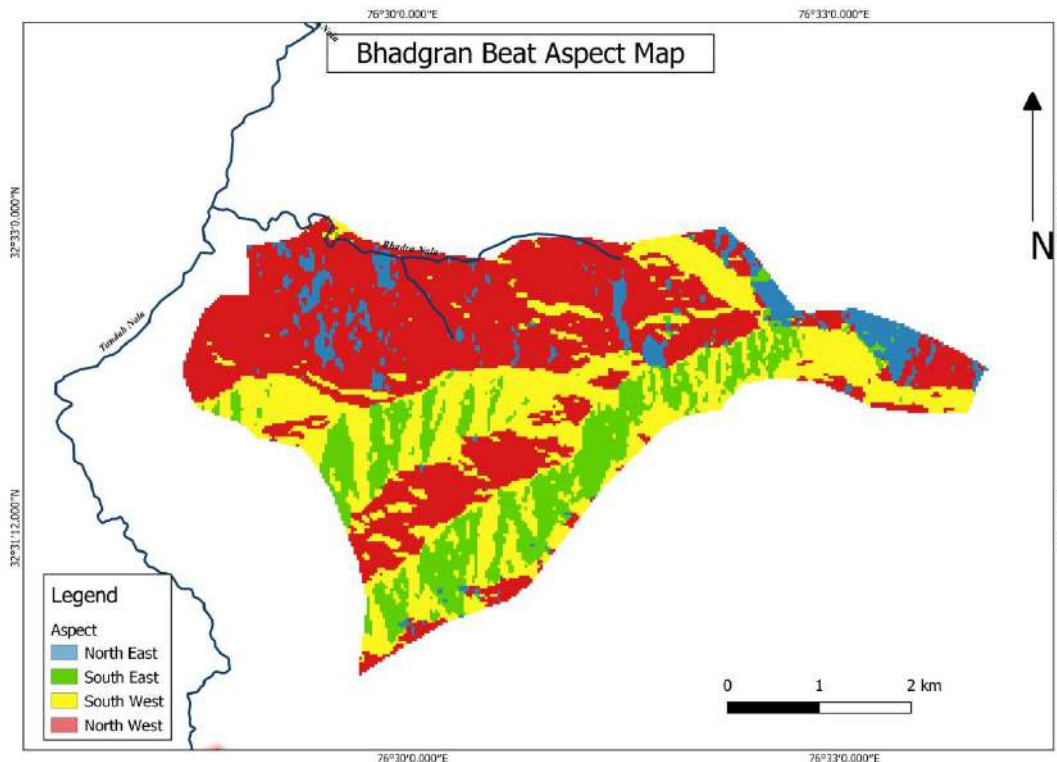 76°30'0.000"E
76°33'0.000"E
Nala
Bhadgran Beat Aspect Map
32°33'0.000"N
N
Bhadra Nala
Tundah Nala
32°31'12.000"N
Legend
Aspect
North East
South East
South West
North West
0 1 2 km
76°30'0.000"E
76°33'0.000"E